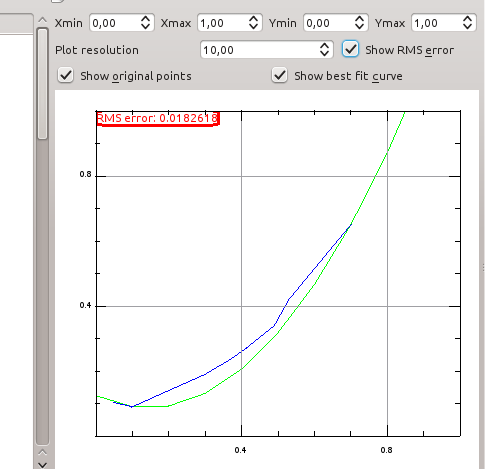 Xmin 0,00 Xmax 1,00 Ymin 0,00 Ymax 1,00
Plot resolution 10,00 Show RMS error
Show original points Show best fit curve
RMS error: 0.0182618
0.8
0.4
0.4 0.8